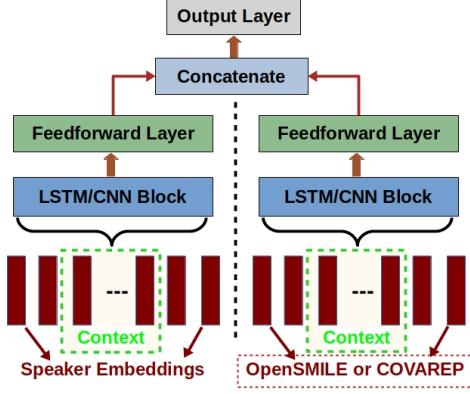 Output Layer
Concatenate
Feedforward Layer
Feedforward Layer
LSTM/CNN Block
LSTM/CNN Block
---
---
Context
Context
Speaker Embeddings
OpenSMILE or COVAREP